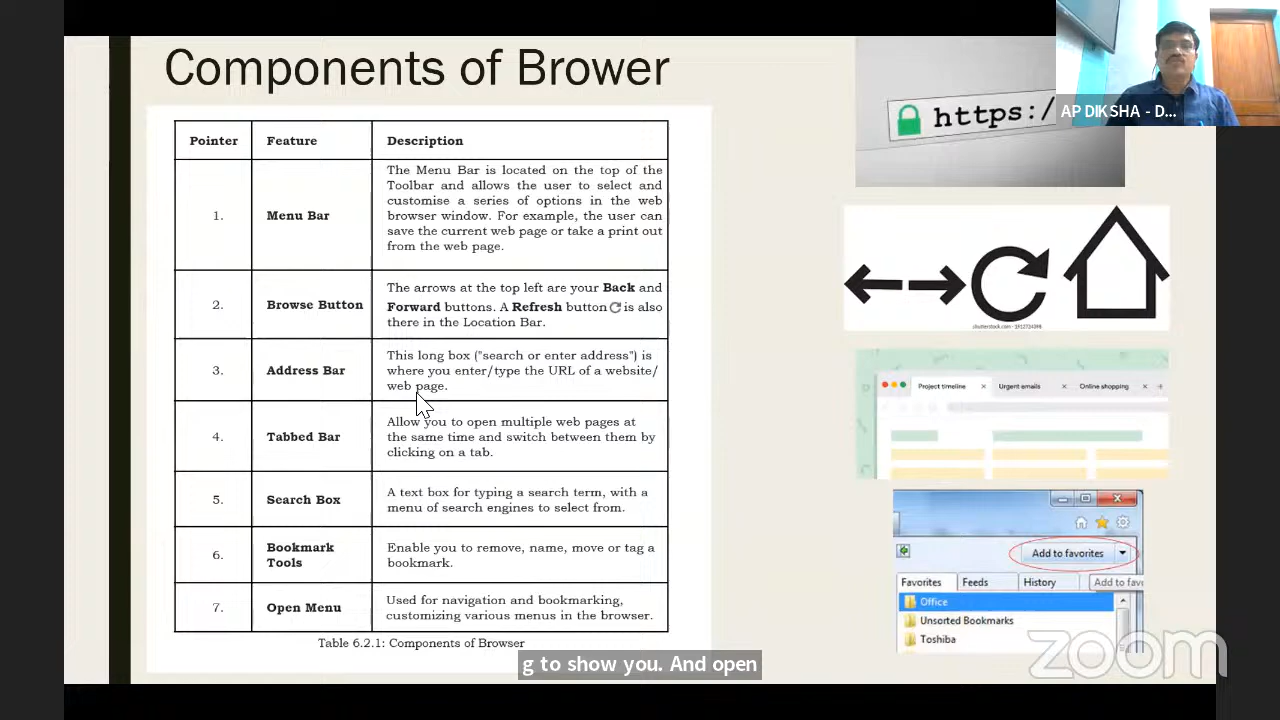 Components of Brower
Pointer Feature Description
1. Menu Bar
The Menu Bar is located on the top of the
Toolbar and allows the user to select and
customise a series of options in the web
browser window. For example, the user can
save the current web page or take a print out
from the web page.
2. Browse Button
The arrows at the top left are your Back and
Forward buttons. A Refresh button is also
there in the Location Bar.
3. Address Bar
This long box ("search or enter address") is
where you enter/type the URL of a website/
web page.
4. Tabbed Bar
Allow you to open multiple web pages at
the same time and switch between them by
clicking on a tab.
5. Search Box
A text box for typing a search term, with a
menu of search engines to select from.
6. Bookmark
Tools
Enable you to remove, name, move or tag a
bookmark.
7. Open Menu
Used for navigation and bookmarking,
customizing various menus in the browser.
Table 6.2.1: Components of Browser
https:/
AP DIKSHA - D...
shutterstock.com · 1912724398
Project timeline Urgent emails Online shopping
Add to favorites
Favorites Feeds History Add to favo
Office
Unsorted Bookmarks
Toshiba
g to show you. And open
zoom